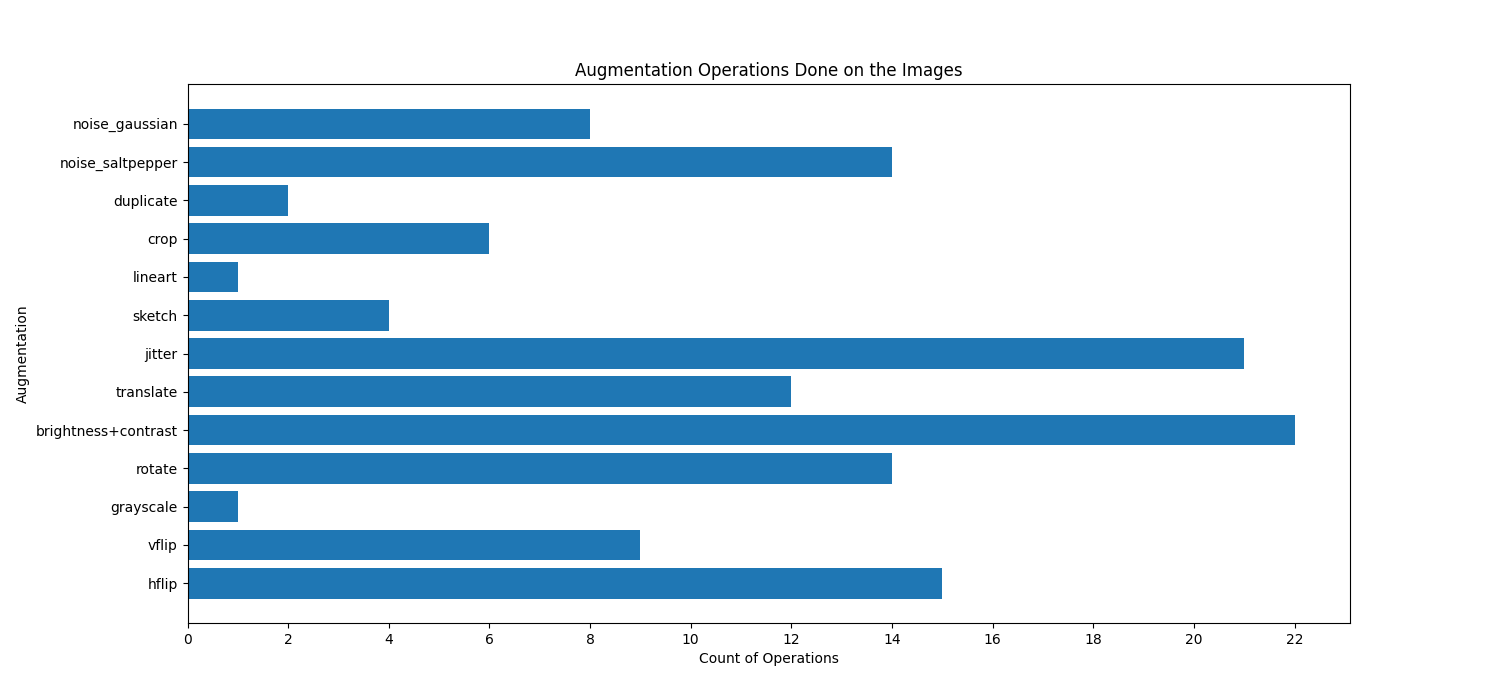 Augmentation Operations Done on the Images
Augmentation
noise_gaussian
noise_saltpepper
duplicate
crop
lineart
sketch
jitter
translate
brightness+contrast
rotate
grayscale
vflip
hflip
0 2 4 6 8 10 12 14 16 18 20 22
Count of Operations